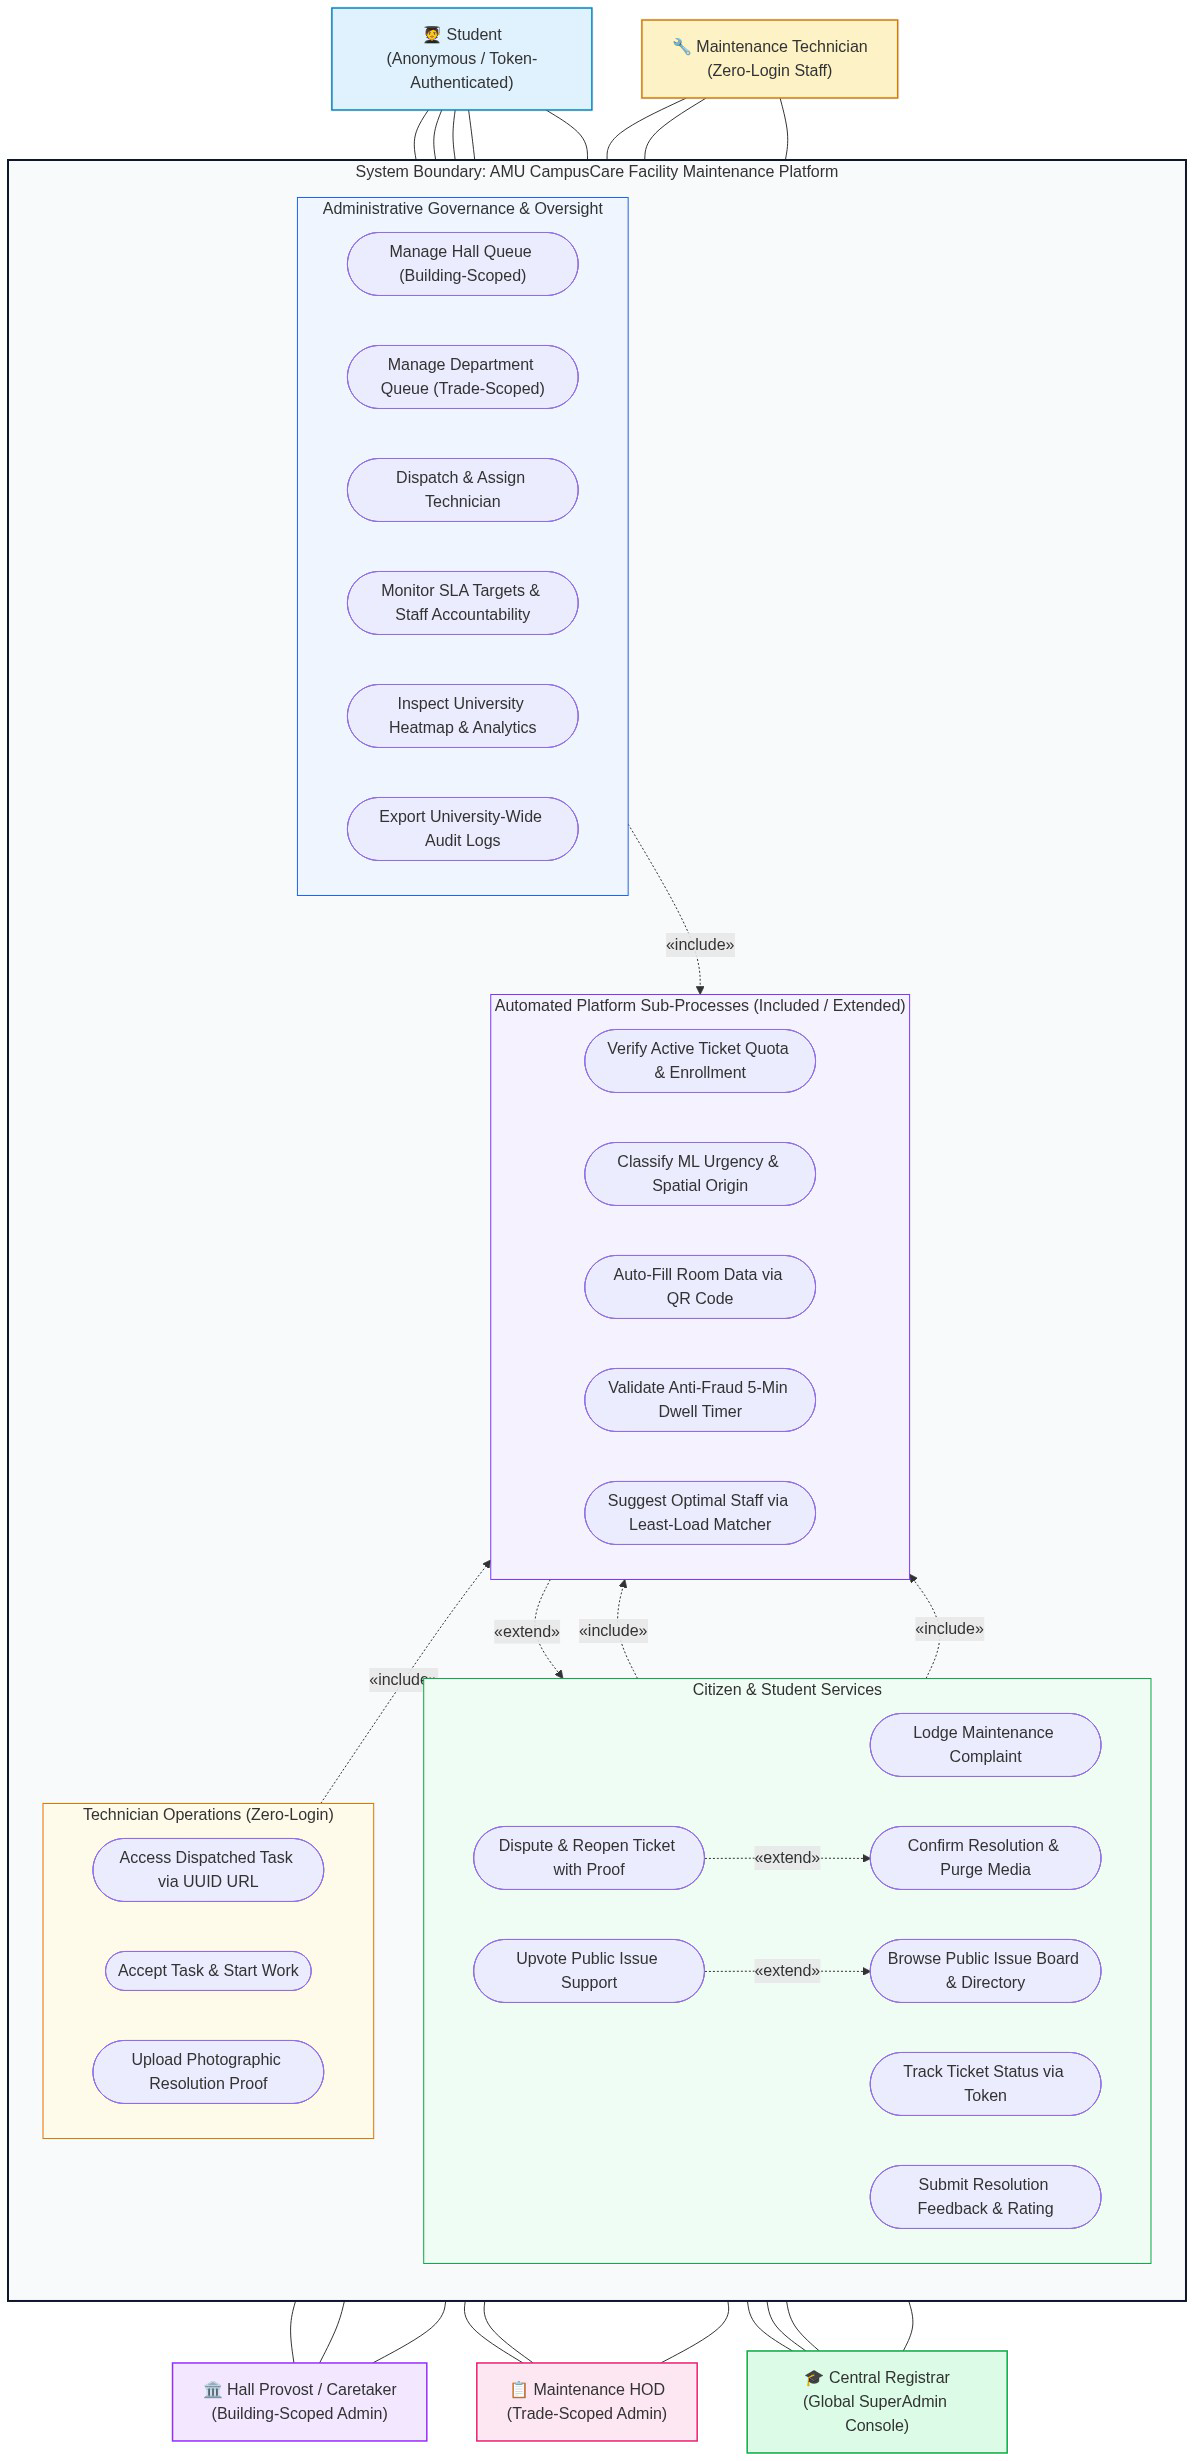 🧑‍🎓 Student
(Anonymous / Token-
Authenticated)
🔧 Maintenance Technician
(Zero-Login Staff)
System Boundary: AMU CampusCare Facility Maintenance Platform
Administrative Governance & Oversight
Manage Hall Queue
(Building-Scoped)
Manage Department
Queue (Trade-Scoped)
Dispatch & Assign
Technician
Monitor SLA Targets &
Staff Accountability
Inspect University
Heatmap & Analytics
Export University-Wide
Audit Logs
«include»
Automated Platform Sub-Processes (Included / Extended)
Verify Active Ticket Quota
& Enrollment
Classify ML Urgency &
Spatial Origin
Auto-Fill Room Data via
QR Code
Validate Anti-Fraud 5-Min
Dwell Timer
Suggest Optimal Staff via
Least-Load Matcher
«extend»
«include»
«include»
«include»
Citizen & Student Services
Lodge Maintenance
Complaint
Dispute & Reopen Ticket
with Proof
«extend»
Confirm Resolution &
Purge Media
Upvote Public Issue
Support
«extend»
Browse Public Issue Board
& Directory
Track Ticket Status via
Token
Submit Resolution
Feedback & Rating
Technician Operations (Zero-Login)
Access Dispatched Task
via UUID URL
Accept Task & Start Work
Upload Photographic
Resolution Proof
🏛️ Hall Provost / Caretaker
(Building-Scoped Admin)
📋 Maintenance HOD
(Trade-Scoped Admin)
🎓 Central Registrar
(Global SuperAdmin
Console)